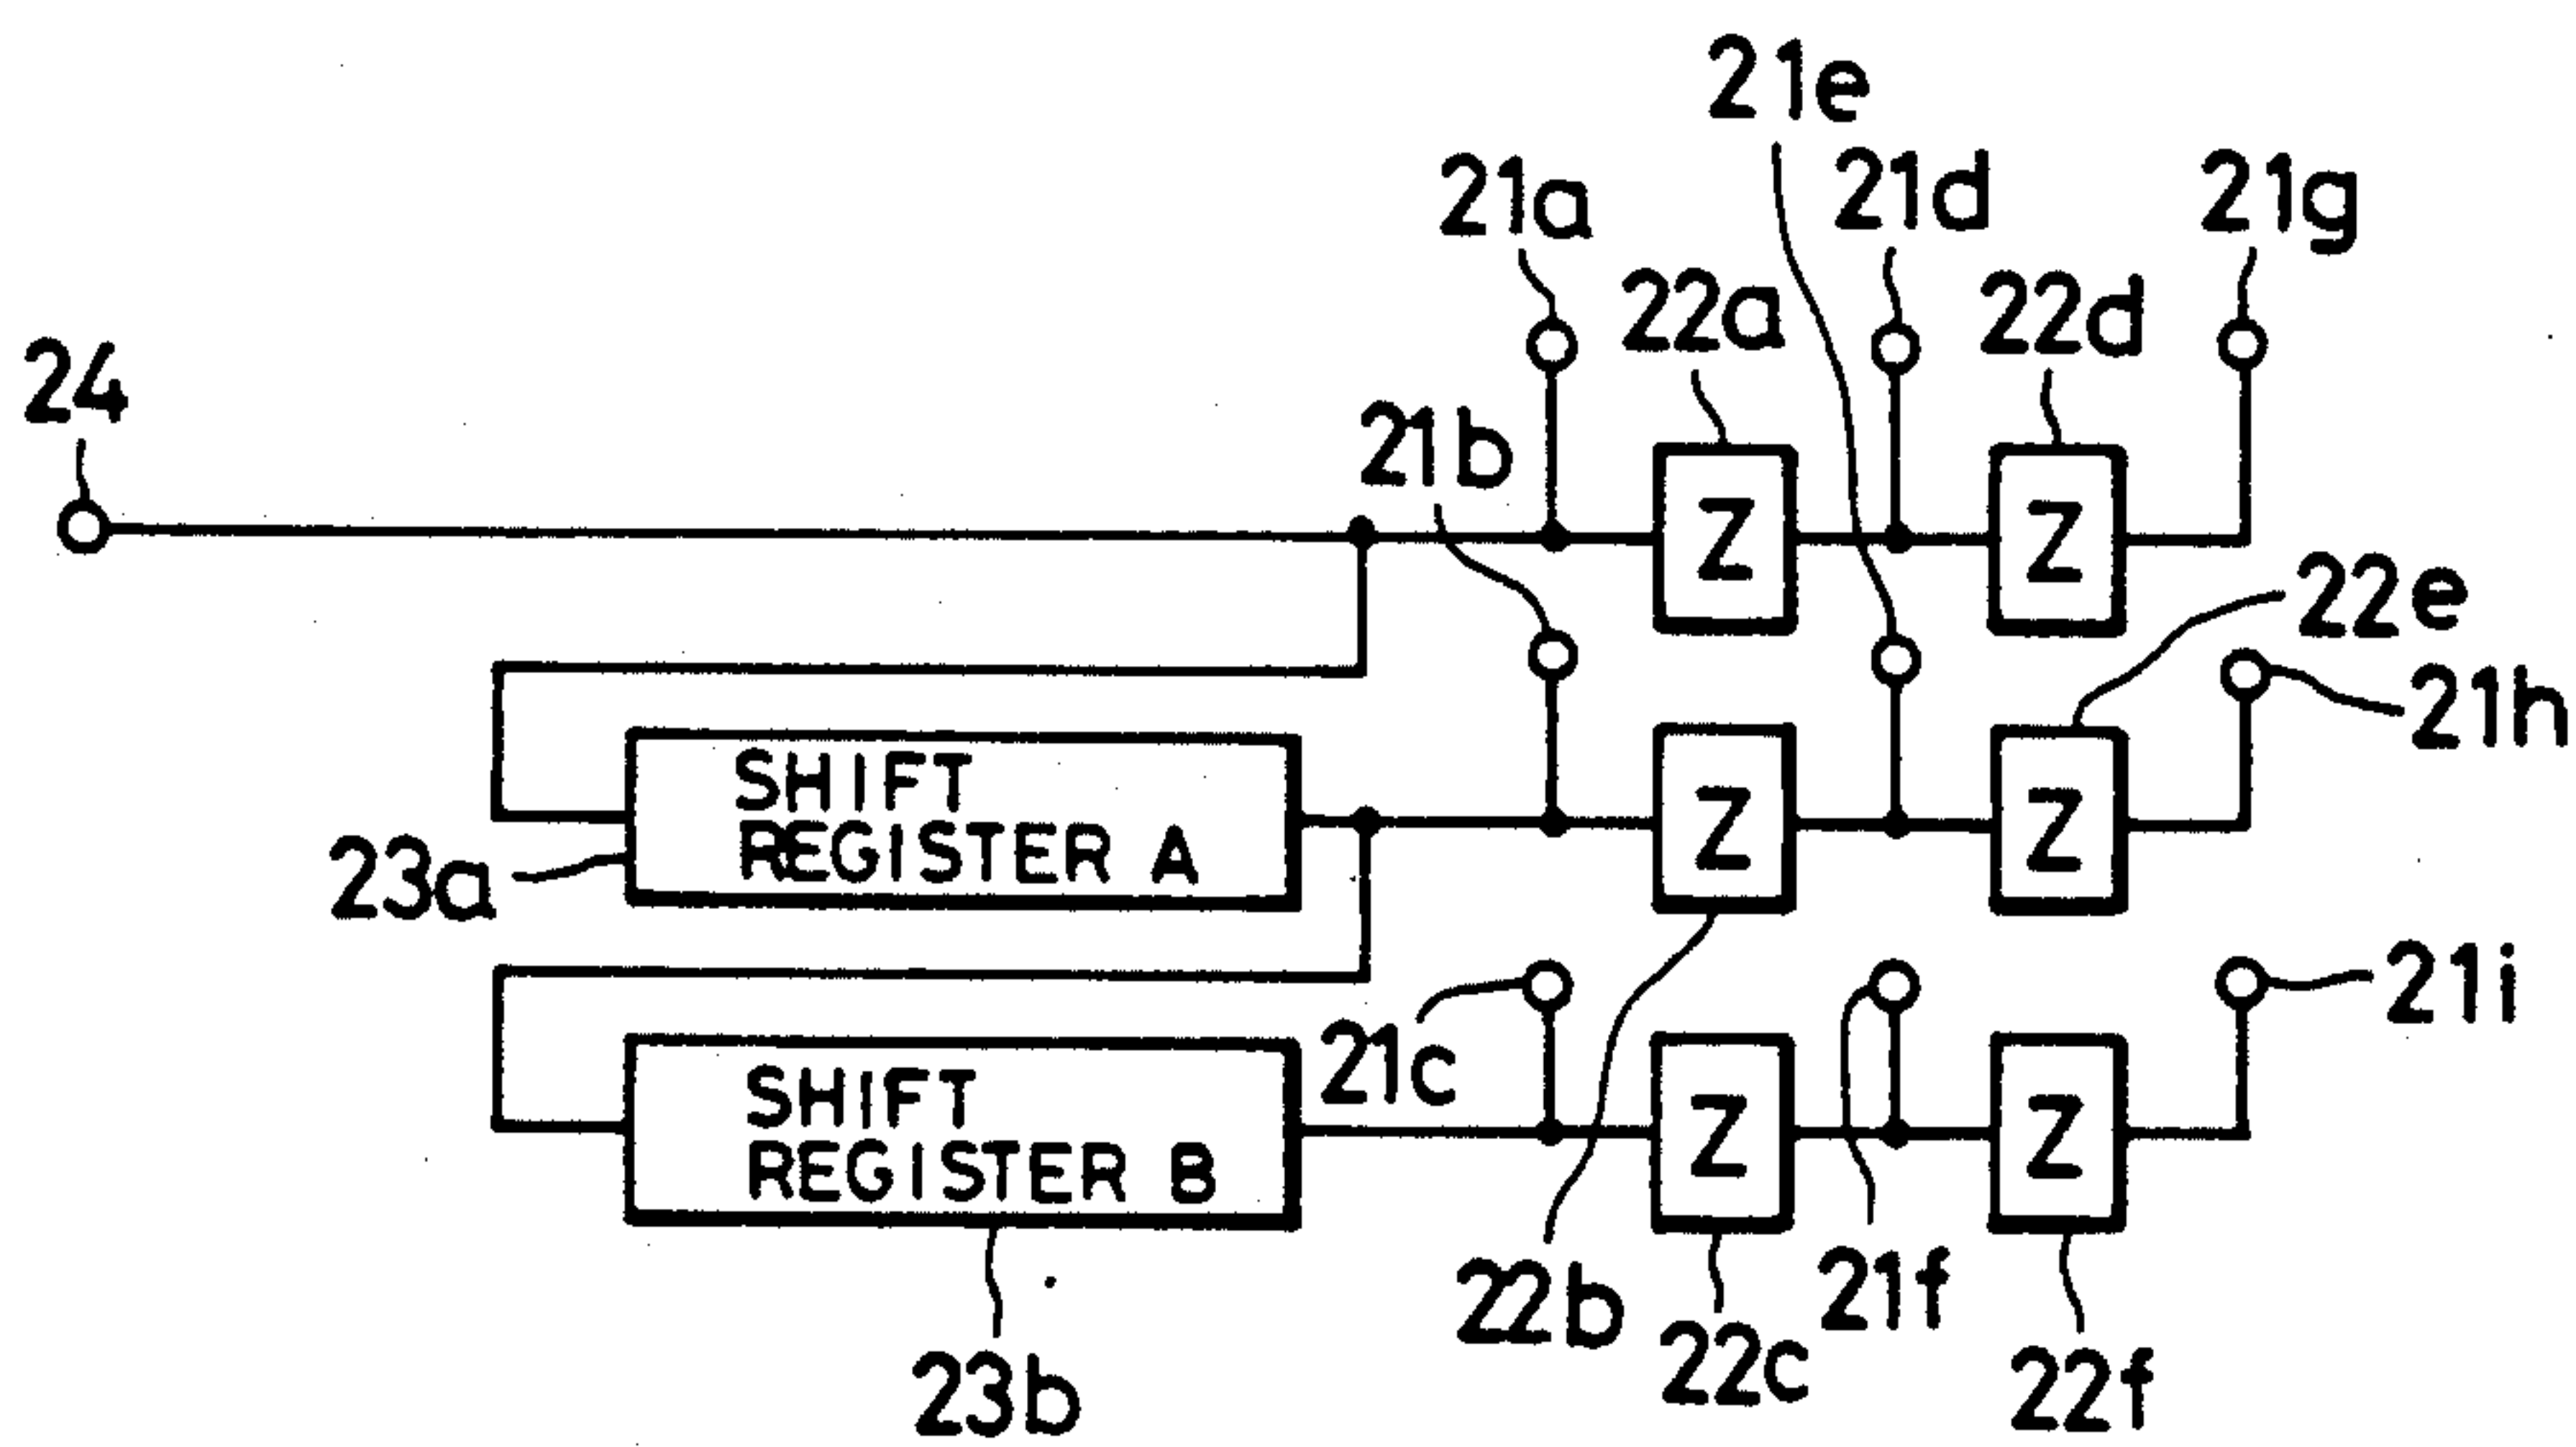 21e
21a
21d
21g
22a
22d
24
21b
Z
Z
22e
21h
SHIFT
REGISTER A
Z
Z
23a
21i
21c
SHIFT
REGISTER B
Z
Z
22b
21f
22c
22f
23b